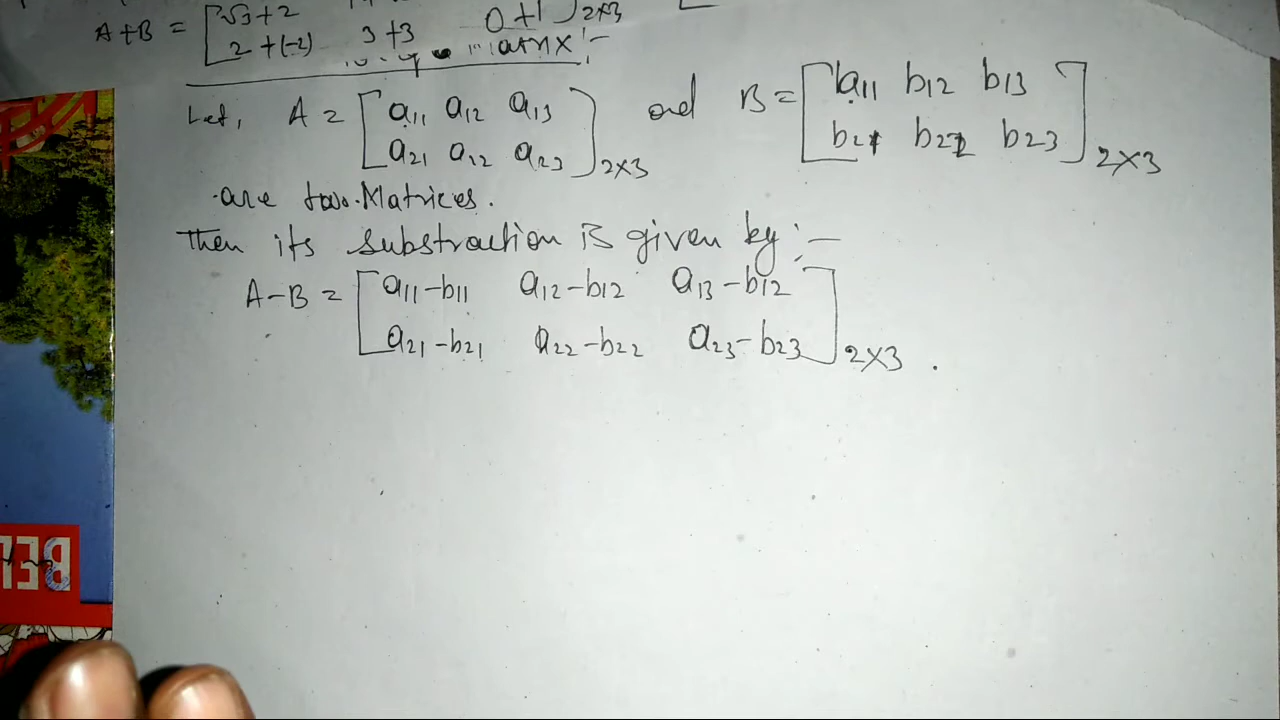 A+B = [√3+2 0+1]2×3
2+(-2) 3+3
matrix :-
Let, A = [a11 a12 a13 and B = [b11 b12 b13
a21 a12 a23]2×3 b21 b22 b23]2×3
are two Matrices.
Then its substraction is given by :-
A-B = [a11-b11 a12-b12 a13-b12
a21-b21 a22-b22 a23-b23]2×3 .